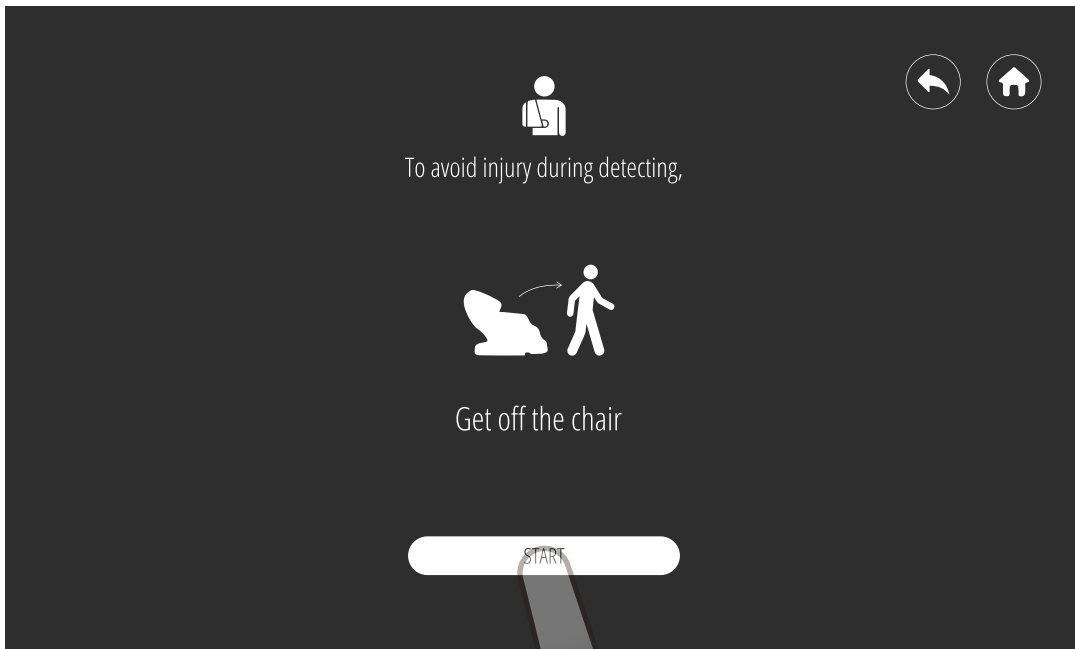 To avoid injury during detecting,
Get off the chair
START